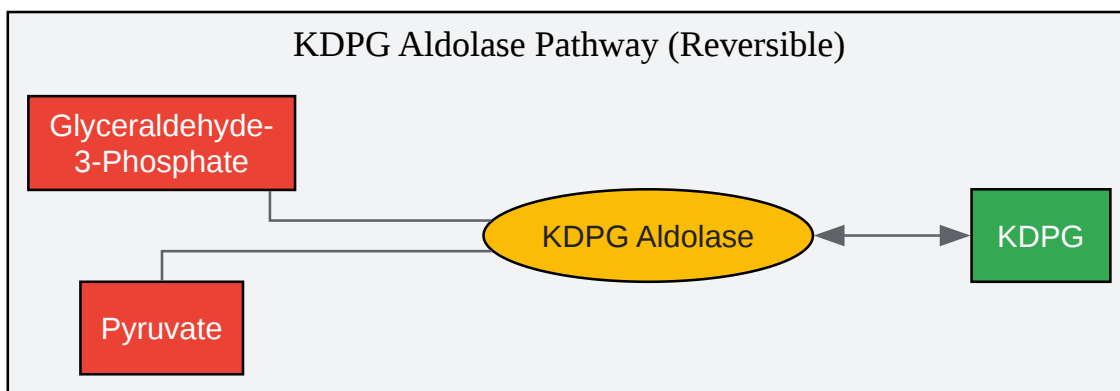 KDPG Aldolase Pathway (Reversible)
Glyceraldehyde-
3-Phosphate
KDPG Aldolase
KDPG
Pyruvate